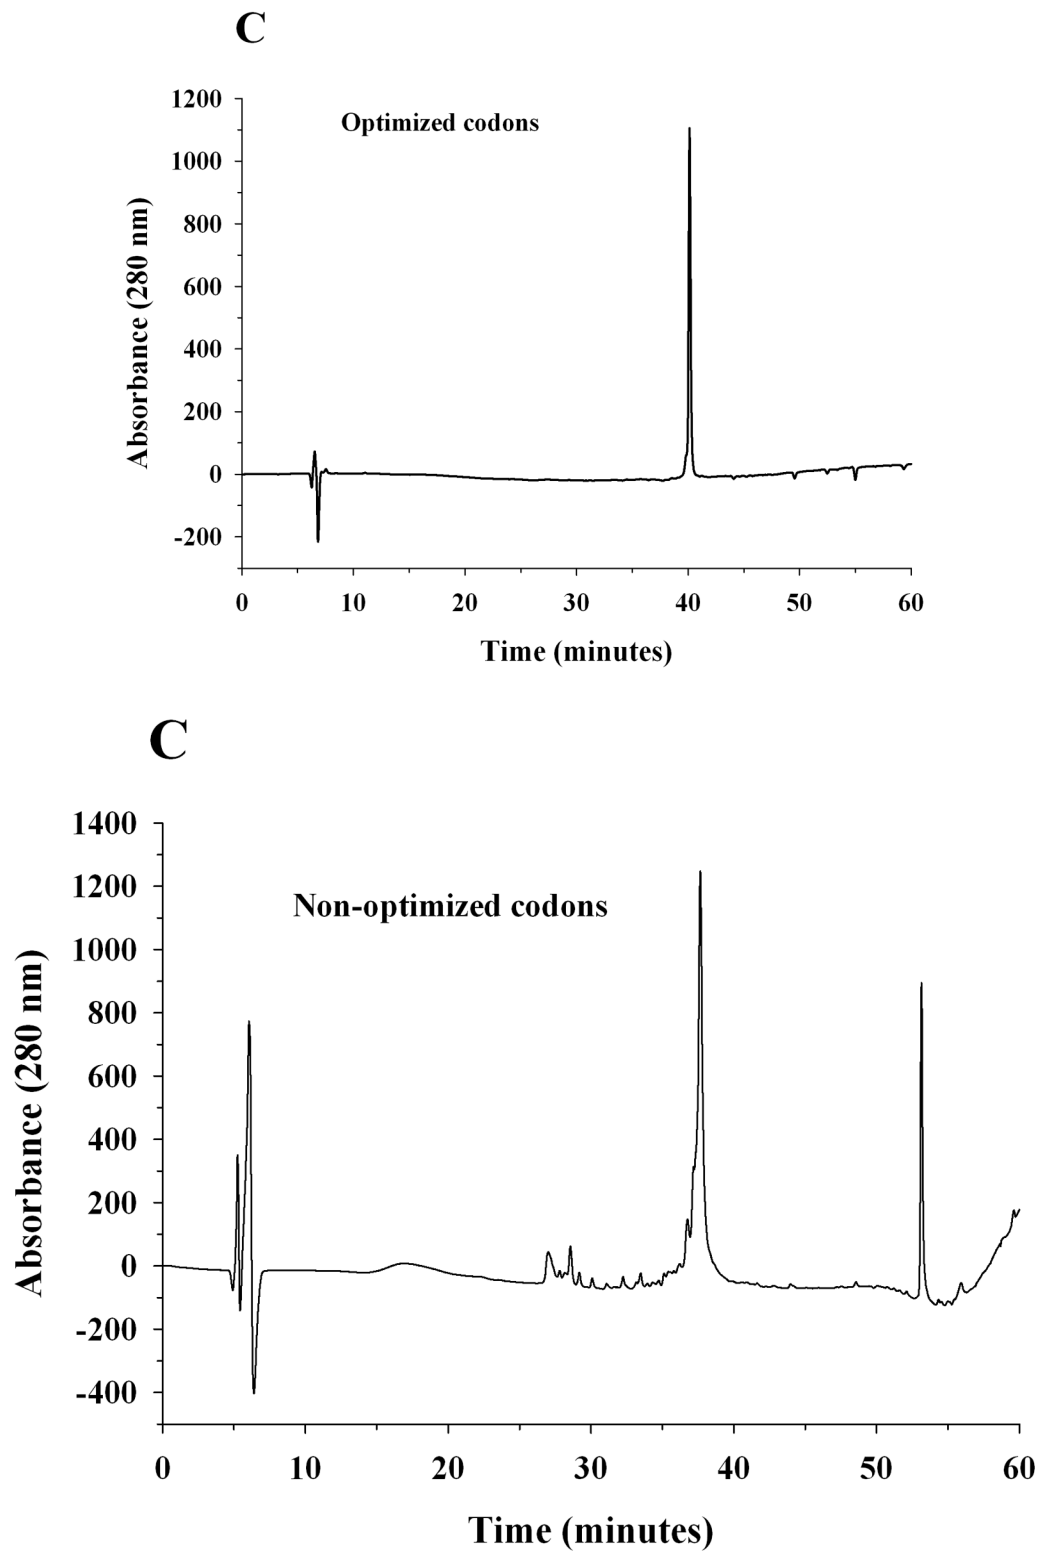 C
Optimized codons
1200
1000
800
600
400
200
0
-200
Absorbance (280 nm)
0 10 20 30 40 50 60
Time (minutes)
C
Non-optimized codons
1400
1200
1000
800
600
400
200
0
-200
-400
Absorbance (280 nm)
0 10 20 30 40 50 60
Time (minutes)